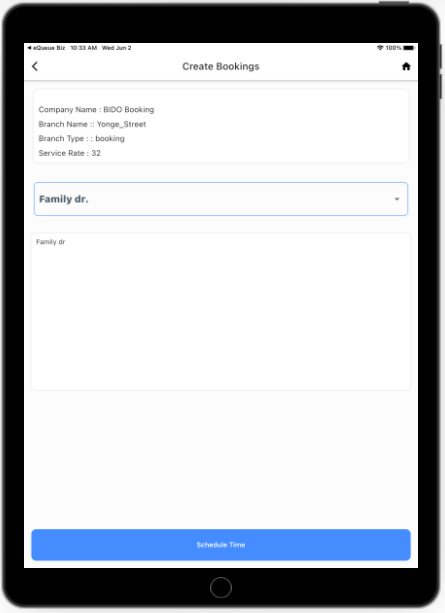 eQueue Biz 10:33 AM Wed Jun 2 100%
Create Bookings
Company Name : BIDO Booking
Branch Name :: Yonge_Street
Branch Type : : booking
Service Rate : 32
Family dr.
Family dr
Schedule Time